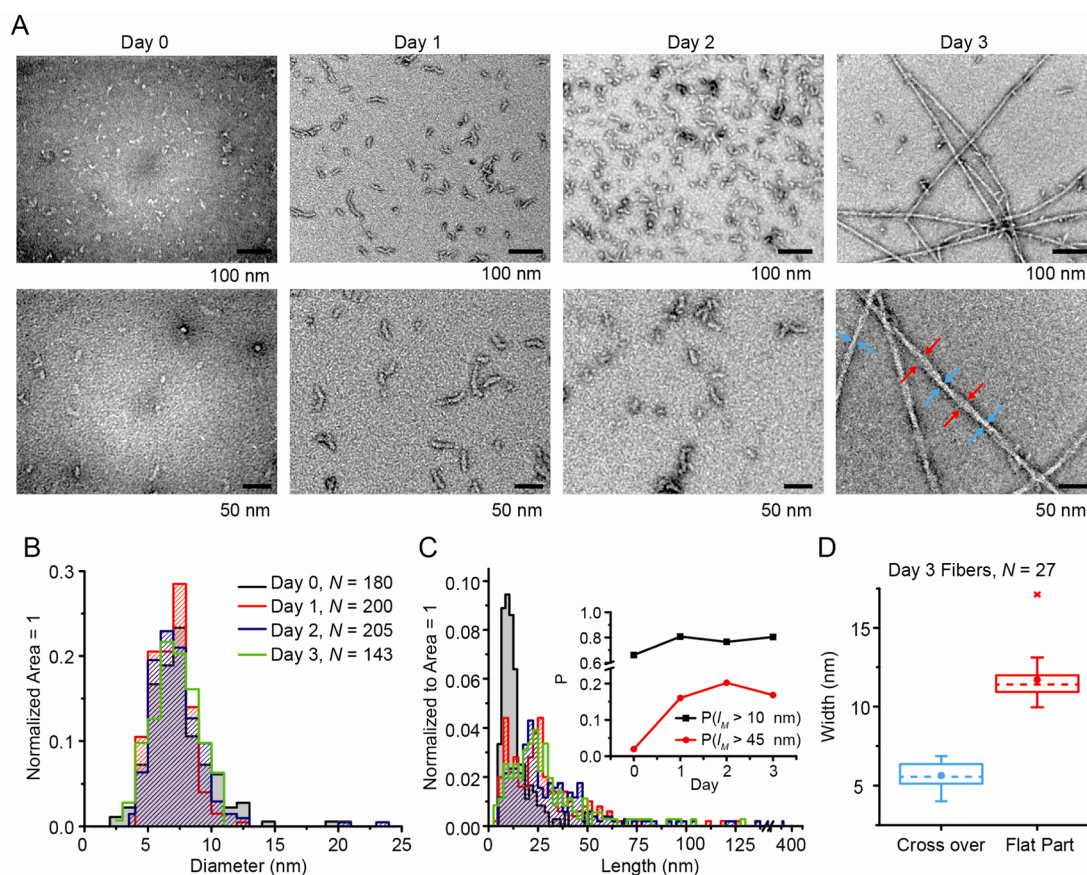 A
Day 0 Day 1 Day 2 Day 3
100 nm 100 nm 100 nm 100 nm
50 nm 50 nm 50 nm 50 nm
B
Normalized Area = 1
0.3
0.2
0.1
0.0
Day 0, N = 180
Day 1, N = 200
Day 2, N = 205
Day 3, N = 143
0 5 10 15 20 25
Diameter (nm)
C
Normalized to Area = 1
0.10
0.08
0.06
0.04
0.02
0.00
P
1.0
0.8
0.6
0.2
0.1
0.0
P(l_M > 10 nm)
P(l_M > 45 nm)
0 1 2 3
Day
0 25 50 75 100 125 400
Length (nm)
D
Day 3 Fibers, N = 27
Width (nm)
15
10
5
Cross over Flat Part